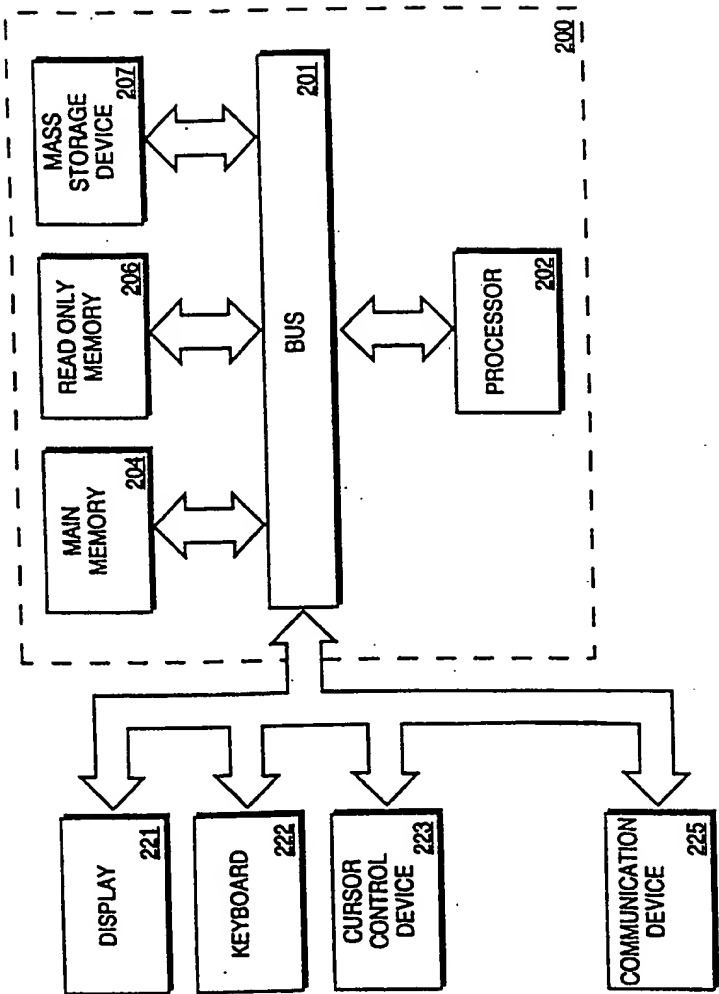 DISPLAY
221
KEYBOARD
222
CURSOR
CONTROL
DEVICE
223
COMMUNICATION
DEVICE
225
MAIN
MEMORY
204
READ ONLY
MEMORY
206
MASS
STORAGE
DEVICE
207
BUS
201
PROCESSOR
202
200